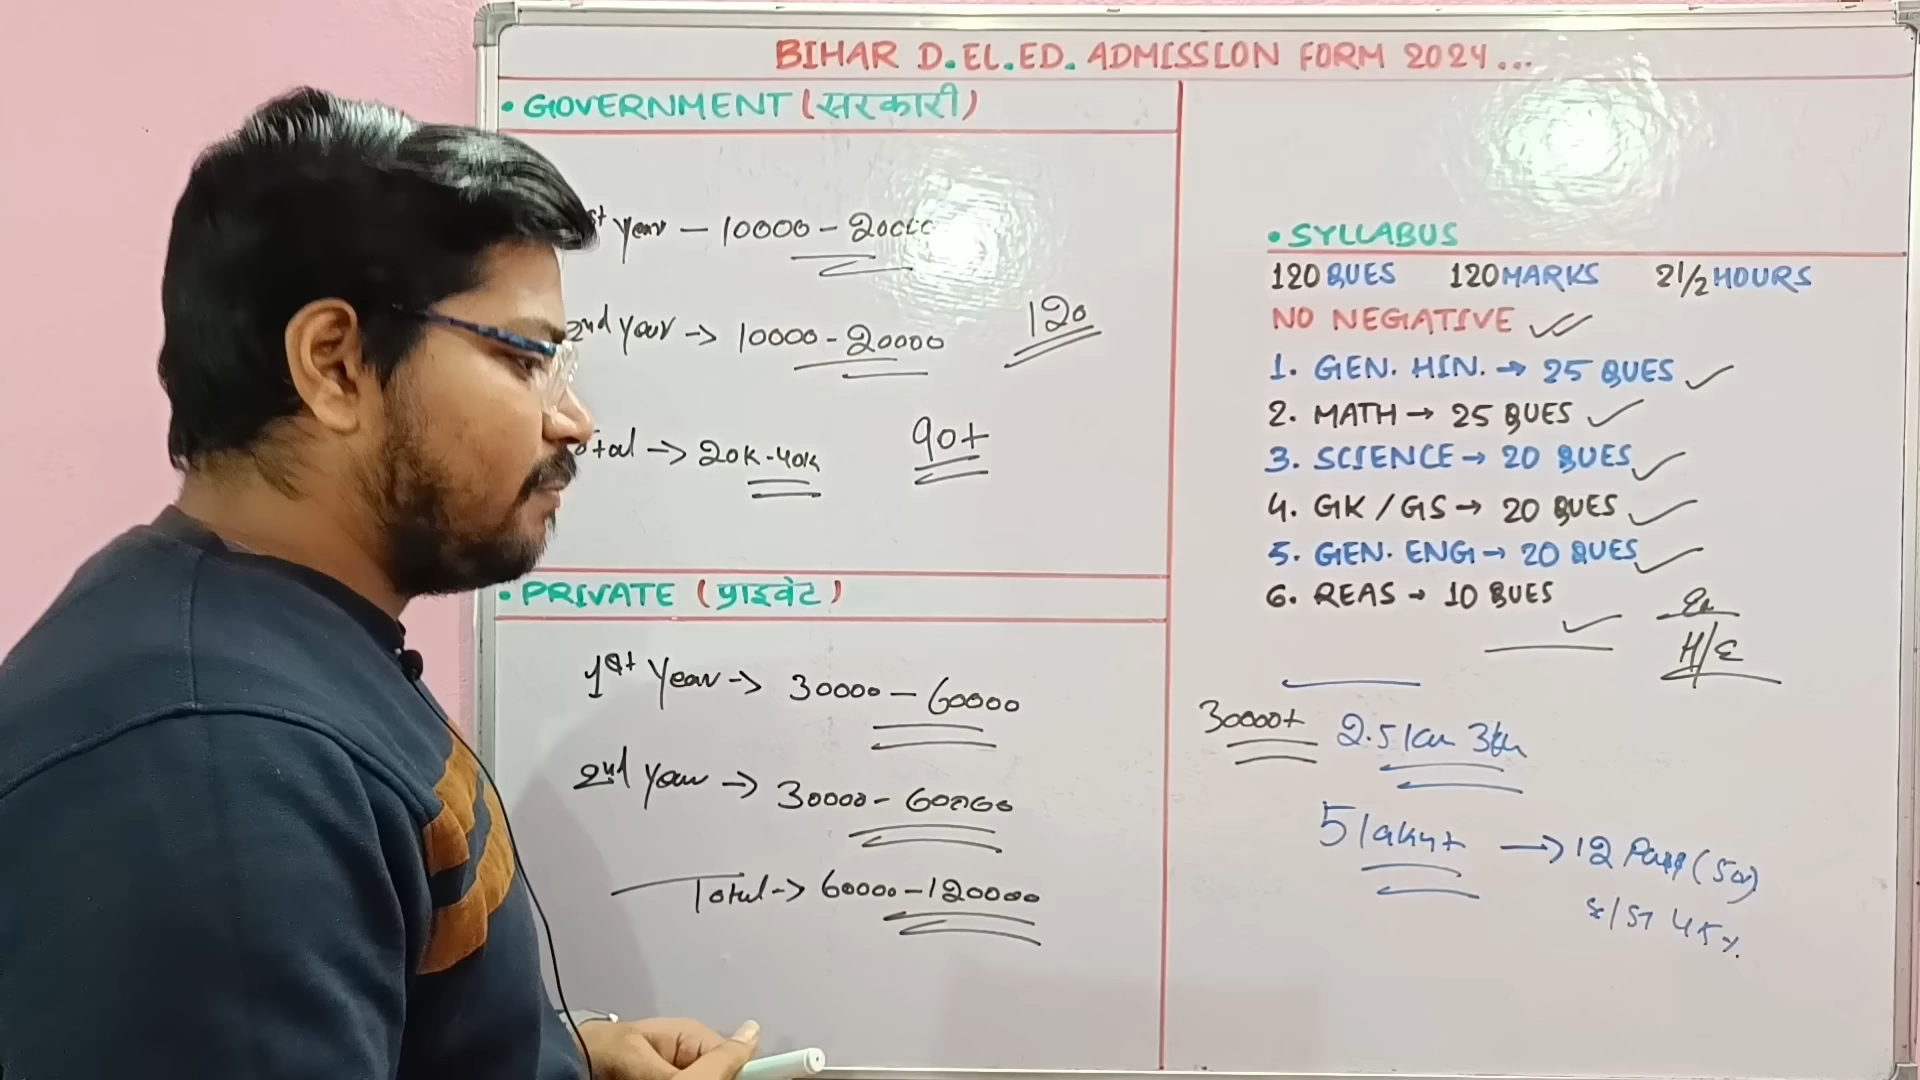 BIHAR D.EL.ED. ADMISSION FORM 2024...
• GOVERNMENT (सरकारी)
st Year — 10000 - 20000
2nd year → 10000 - 20000
120
otal → 20K-40K
90+
• PRIVATE (प्राइवेट)
1st Year → 30000 — 60000
2nd Year → 30000 - 60000
Total → 60000 - 120000
• SYLLABUS
120 QUES 120 MARKS 2 1/2 HOURS
NO NEGATIVE
1. GEN. HIN. → 25 QUES
2. MATH → 25 QUES
3. SCIENCE → 20 QUES
4. GK / GS → 20 QUES
5. GEN. ENG → 20 QUES
6. REAS → 10 QUES
H/E
30000+ 2.5
5 → 12 Pass (50)
SC/ST 45%